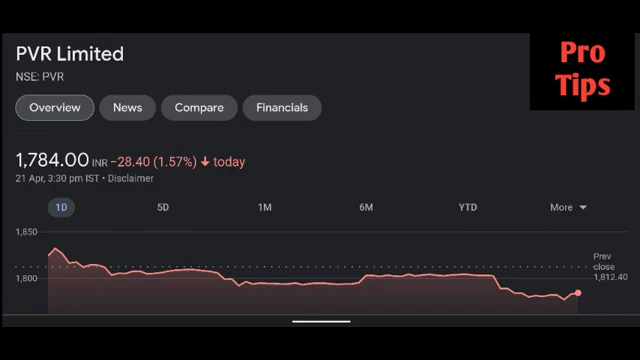 PVR Limited
NSE: PVR
Pro
Tips
Overview News Compare Financials
1,784.00 INR −28.40 (1.57%) ↓ today
21 Apr, 3:30 pm IST • Disclaimer
1D 5D 1M 6M YTD More
1,850
1,800
Prev
close
1,812.40